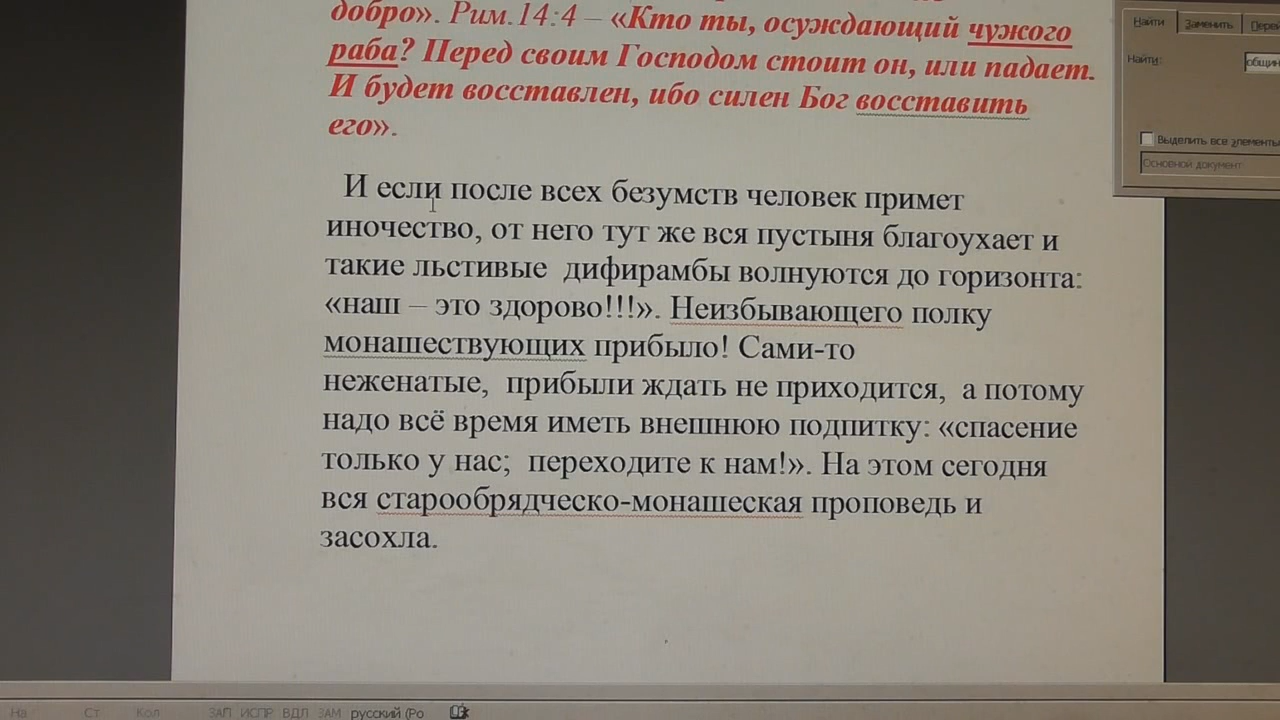 добро». Рим.14:4 – «Кто ты, осуждающий чужого
раба? Перед своим Господом стоит он, или падает.
И будет восставлен, ибо силен Бог восставить
его».
И если после всех безумств человек примет
иночество, от него тут же вся пустыня благоухает и
такие льстивые дифирамбы волнуются до горизонта:
«наш – это здорово!!!». Неизбывающего полку
монашествующих прибыло! Сами-то
неженатые, прибыли ждать не приходится, а потому
надо всё время иметь внешнюю подпитку: «спасение
только у нас; переходите к нам!». На этом сегодня
вся старообрядческо-монашеская проповедь и
засохла.
Найти Заменить
Найти:
Выделить все элементы
Основной документ
На Ст Кол ЗАП ИСПР ВДЛ ЗАМ русский (Ро